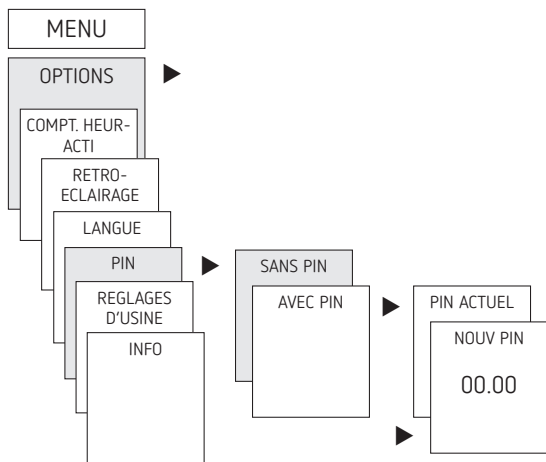 MENU
OPTIONS
COMPT. HEUR-
ACTI
RETRO-
ECLAIRAGE
LANGUE
PIN
REGLAGES
D'USINE
INFO
SANS PIN
AVEC PIN
PIN ACTUEL
NOUV PIN
00.00